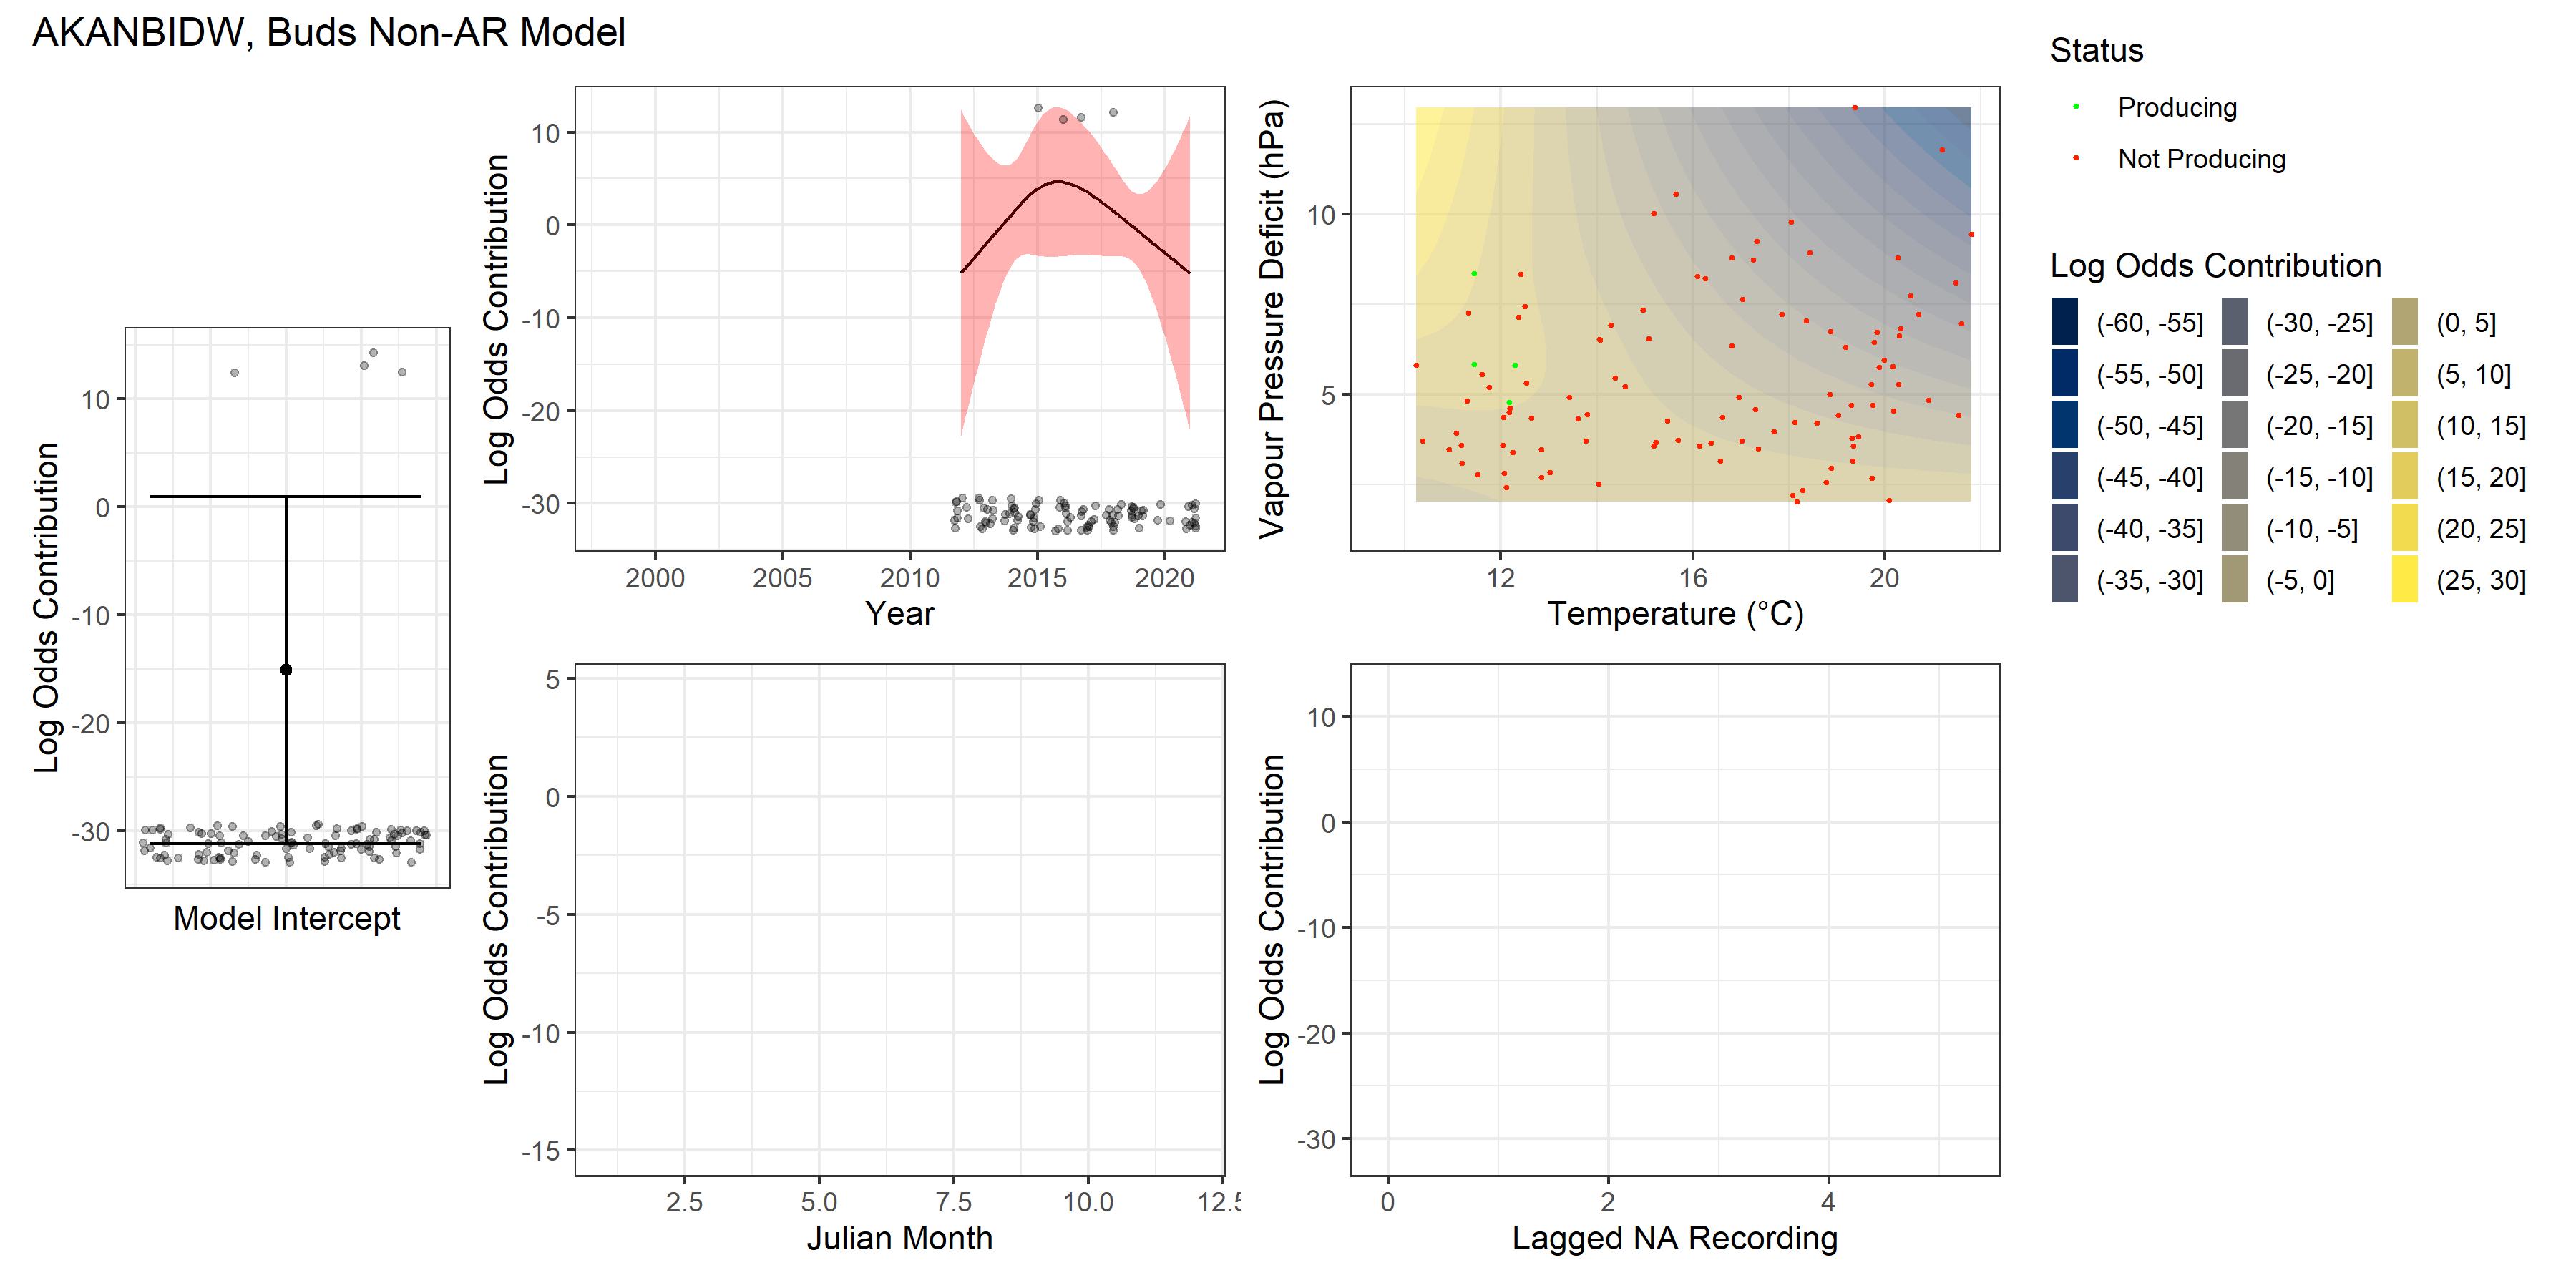 AKANBIDW, Buds Non-AR Model
Log Odds Contribution
10
0
-10
-20
-30
Model Intercept
Log Odds Contribution
10
0
-10
-20
-30
2000 2005 2010 2015 2020
Year
Vapour Pressure Deficit (hPa)
10
5
12 16 20
Temperature (°C)
Status
Producing
Not Producing
Log Odds Contribution
(-60, -55] (-30, -25] (0, 5]
(-55, -50] (-25, -20] (5, 10]
(-50, -45] (-20, -15] (10, 15]
(-45, -40] (-15, -10] (15, 20]
(-40, -35] (-10, -5] (20, 25]
(-35, -30] (-5, 0] (25, 30]
Log Odds Contribution
5
0
-5
-10
-15
2.5 5.0 7.5 10.0 12.5
Julian Month
Log Odds Contribution
10
0
-10
-20
-30
0 2 4
Lagged NA Recording